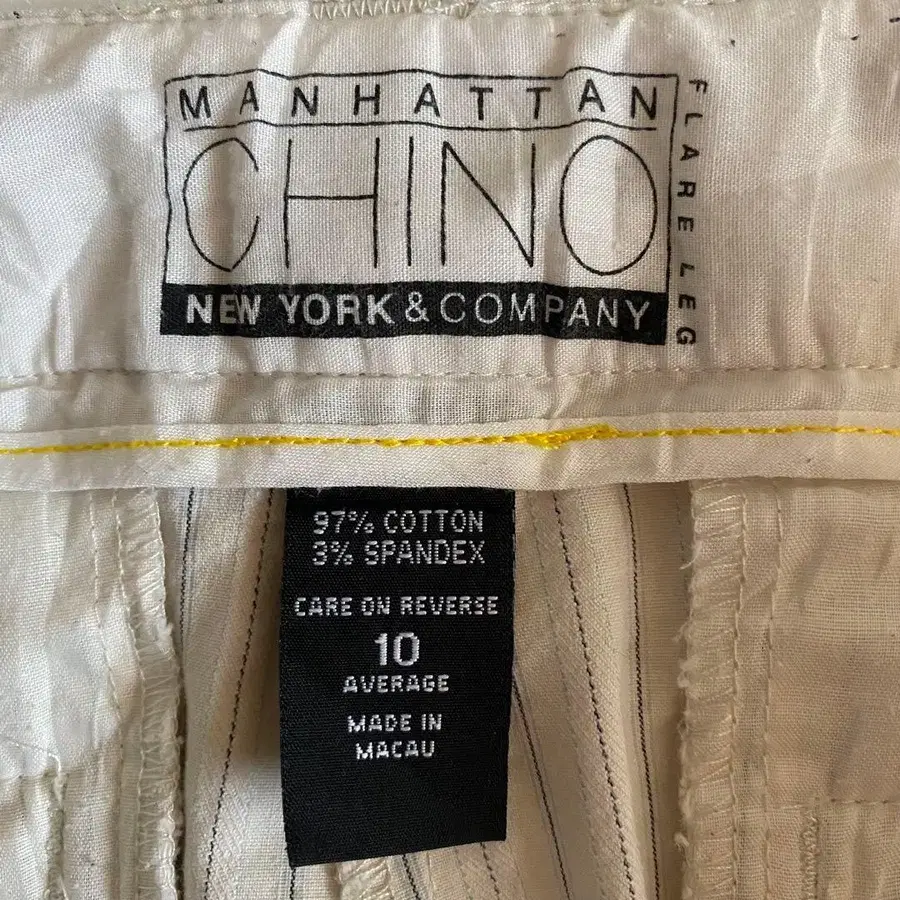 MANHATTAN
CHINO
NEW YORK & COMPANY
FLARE LEG
97% COTTON
3% SPANDEX
CARE ON REVERSE
10
AVERAGE
MADE IN
MACAU